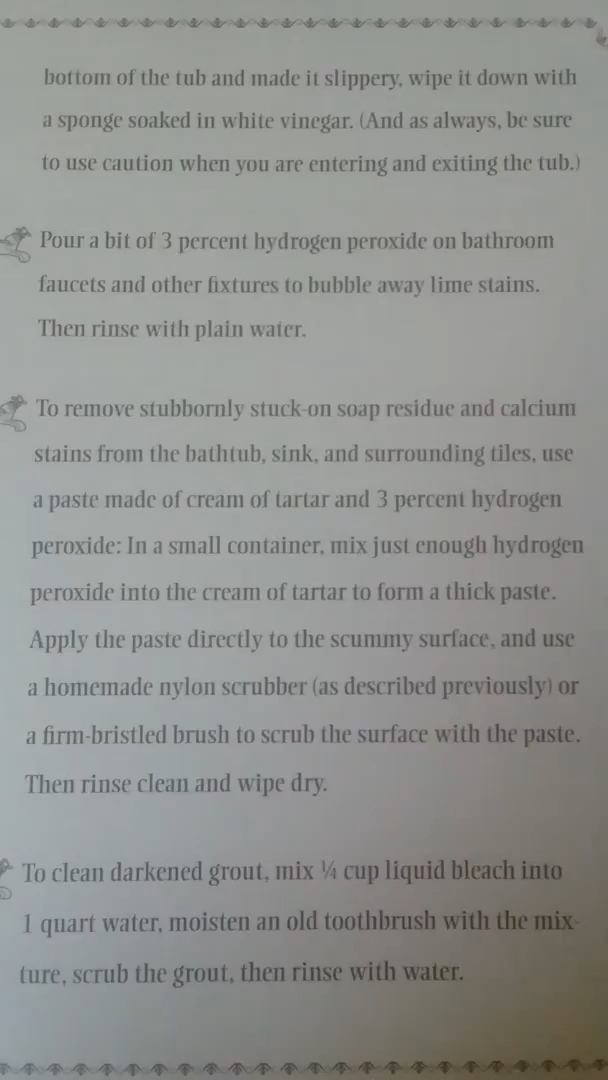 bottom of the tub and made it slippery, wipe it down with
a sponge soaked in white vinegar. (And as always, be sure
to use caution when you are entering and exiting the tub.)
Pour a bit of 3 percent hydrogen peroxide on bathroom
faucets and other fixtures to bubble away lime stains.
Then rinse with plain water.
To remove stubbornly stuck-on soap residue and calcium
stains from the bathtub, sink, and surrounding tiles, use
a paste made of cream of tartar and 3 percent hydrogen
peroxide: In a small container, mix just enough hydrogen
peroxide into the cream of tartar to form a thick paste.
Apply the paste directly to the scummy surface, and use
a homemade nylon scrubber (as described previously) or
a firm-bristled brush to scrub the surface with the paste.
Then rinse clean and wipe dry.
To clean darkened grout, mix ¼ cup liquid bleach into
1 quart water, moisten an old toothbrush with the mix-
ture, scrub the grout, then rinse with water.